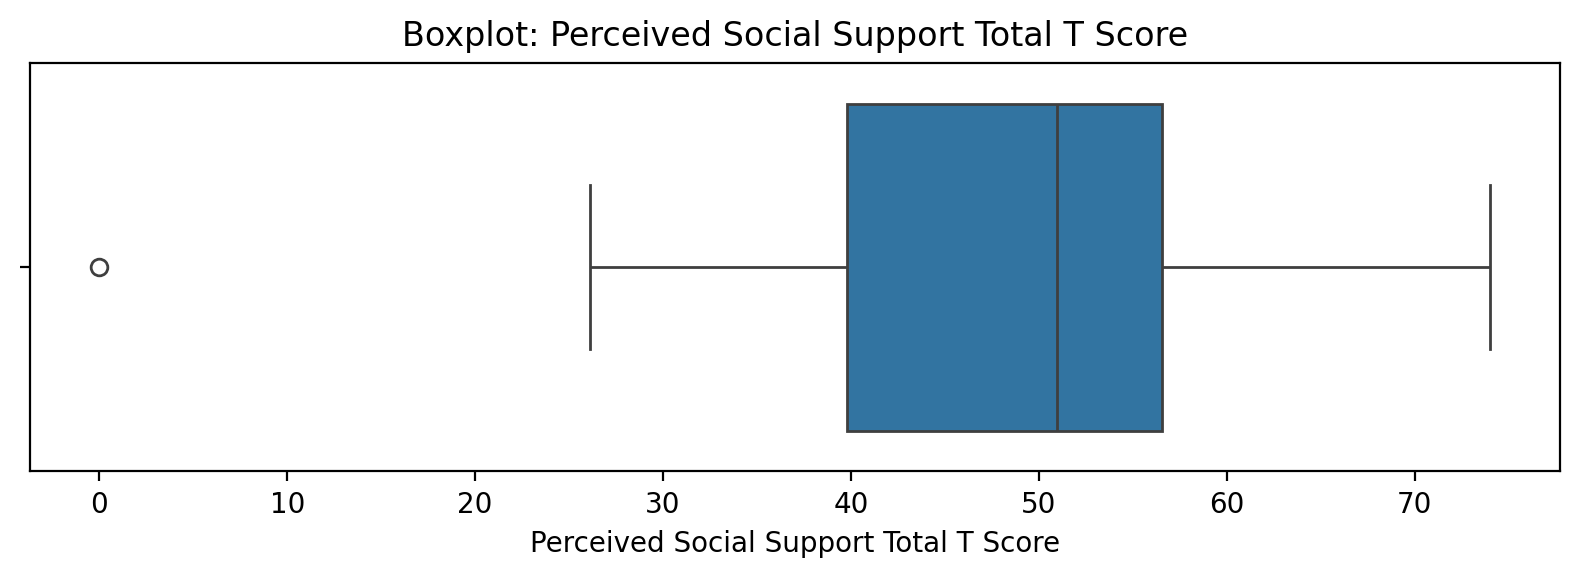 Boxplot: Perceived Social Support Total T Score
0 10 20 30 40 50 60 70
Perceived Social Support Total T Score